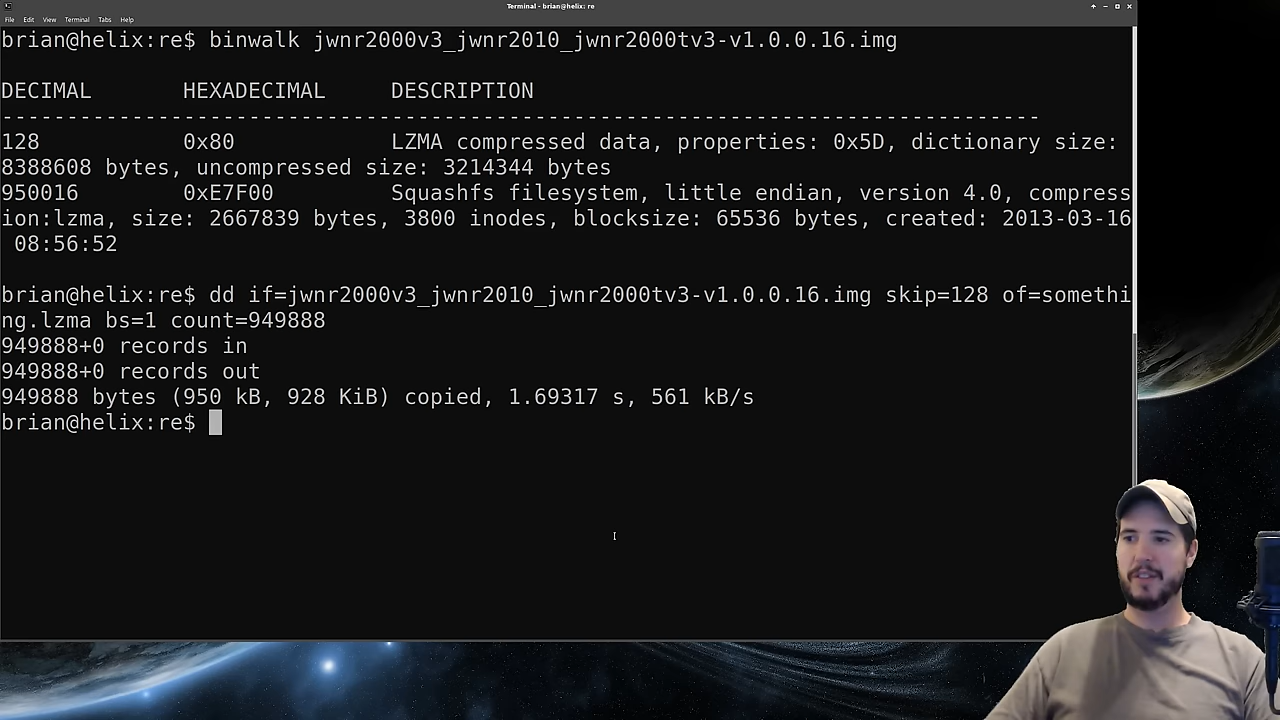 Terminal - brian@helix: re
File Edit View Terminal Tabs Help
brian@helix:re$ binwalk jwnr2000v3_jwnr2010_jwnr2000tv3-v1.0.0.16.img
DECIMAL HEXADECIMAL DESCRIPTION
--------------------------------------------------------------------------------
128 0x80 LZMA compressed data, properties: 0x5D, dictionary size:
8388608 bytes, uncompressed size: 3214344 bytes
950016 0xE7F00 Squashfs filesystem, little endian, version 4.0, compress
ion:lzma, size: 2667839 bytes, 3800 inodes, blocksize: 65536 bytes, created: 2013-03-16
08:56:52
brian@helix:re$ dd if=jwnr2000v3_jwnr2010_jwnr2000tv3-v1.0.0.16.img skip=128 of=somethi
ng.lzma bs=1 count=949888
949888+0 records in
949888+0 records out
949888 bytes (950 kB, 928 KiB) copied, 1.69317 s, 561 kB/s
brian@helix:re$